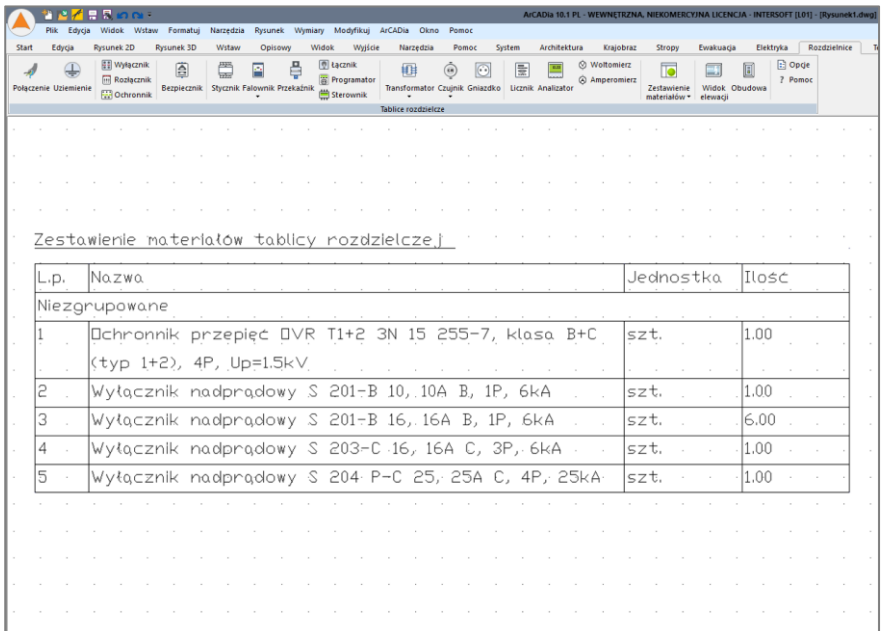 ArCADia 10.1 PL - WEWNĘTRZNA, NIEKOMERCYJNA LICENCJA - INTERSOFT [L01] - [Rysunek1.dwg]
Plik Edycja Widok Wstaw Formatuj Narzędzia Rysunek Wymiary Modyfikuj ArCADia Okno Pomoc
Start Edycja Rysunek 2D Rysunek 3D Wstaw Opisowy Widok Wyjście Narzędzia Pomoc System Architektura Krajobraz Stropy Ewakuacja Elektryka Rozdzielnice
Wyłącznik Łącznik Woltomierz Opcje
Rozłącznik Programator Amperomierz ? Pomoc
Połączenie Uziemienie Ochronnik Bezpiecznik Stycznik Falownik Przekaźnik Sterownik Transformator Czujnik Gniazdko Licznik Analizator Zestawienie materiałów Widok elewacji Obudowa
Tablice rozdzielcze
Zestawienie materiałów tablicy rozdzielczej
L.p. Nazwa Jednostka Ilość
Niezgrupowane
1 Ochronnik przepięć OVR T1+2 3N 15 255-7, klasa B+C szt. 1.00
(typ 1+2), 4P, Up=1.5kV
2 Wyłącznik nadprądowy S 201-B 10, 10A B, 1P, 6kA szt. 1.00
3 Wyłącznik nadprądowy S 201-B 16, 16A B, 1P, 6kA szt. 6.00
4 Wyłącznik nadprądowy S 203-C 16, 16A C, 3P, 6kA szt. 1.00
5 Wyłącznik nadprądowy S 204 P-C 25, 25A C, 4P, 25kA szt. 1.00